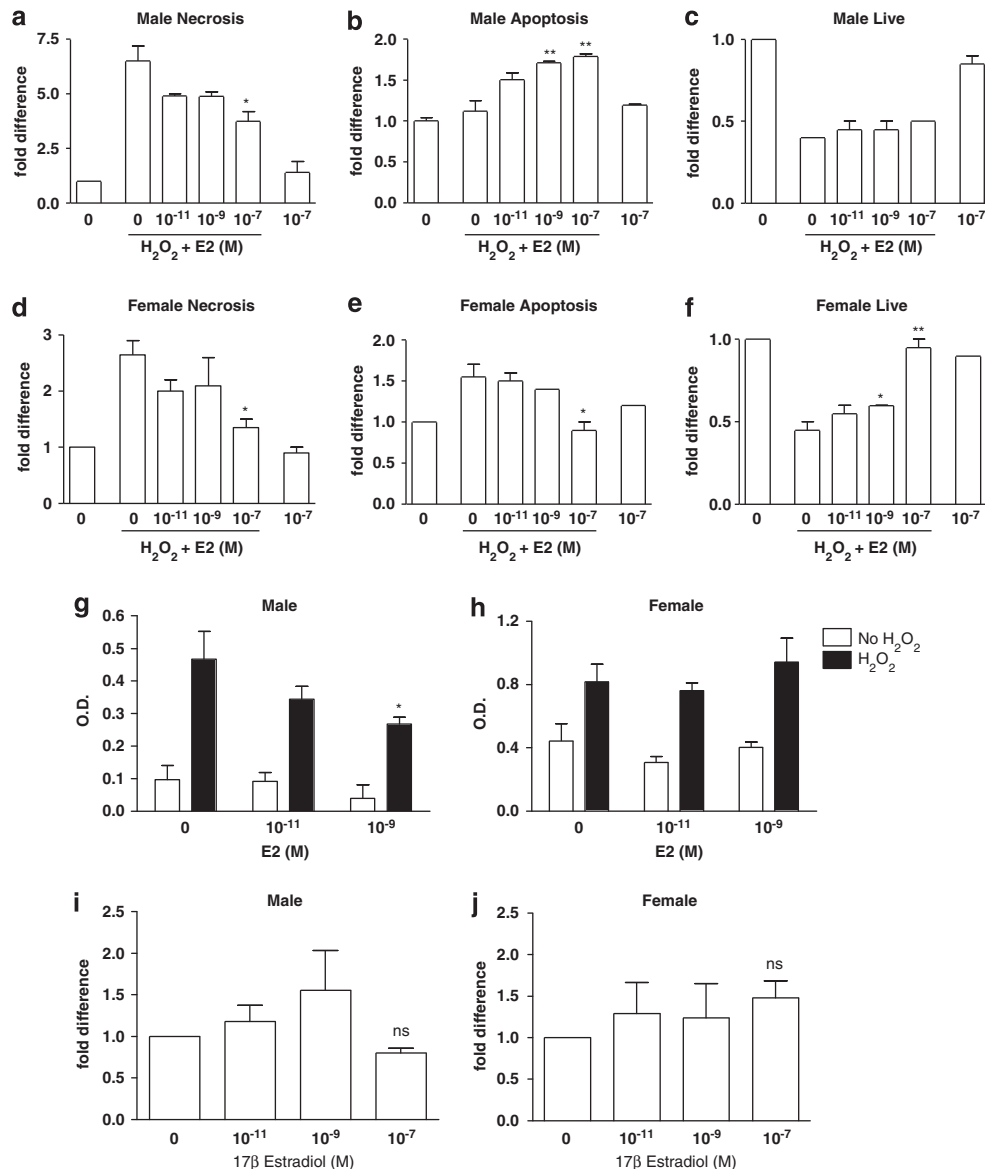 a
Male Necrosis
fold difference
7.5
5.0
2.5
0.0
0 0 10⁻¹¹ 10⁻⁹ 10⁻⁷ 10⁻⁷
*
H₂O₂ + E2 (M)
b
Male Apoptosis
fold difference
2.0
1.5
1.0
0.5
0.0
** **
0 0 10⁻¹¹ 10⁻⁹ 10⁻⁷ 10⁻⁷
H₂O₂ + E2 (M)
c
Male Live
fold difference
1.0
0.5
0.0
0 0 10⁻¹¹ 10⁻⁹ 10⁻⁷ 10⁻⁷
H₂O₂ + E2 (M)
d
Female Necrosis
fold difference
3
2
1
0
*
0 0 10⁻¹¹ 10⁻⁹ 10⁻⁷ 10⁻⁷
H₂O₂ + E2 (M)
e
Female Apoptosis
fold difference
2.0
1.5
1.0
0.5
0.0
*
0 0 10⁻¹¹ 10⁻⁹ 10⁻⁷ 10⁻⁷
H₂O₂ + E2 (M)
f
Female Live
fold difference
1.0
0.5
0.0
* **
0 0 10⁻¹¹ 10⁻⁹ 10⁻⁷ 10⁻⁷
H₂O₂ + E2 (M)
g
Male
O.D.
0.6
0.5
0.4
0.3
0.2
0.1
0.0
*
0 10⁻¹¹ 10⁻⁹
E2 (M)
h
Female
O.D.
1.2
0.8
0.4
0.0
0 10⁻¹¹ 10⁻⁹
E2 (M)
No H₂O₂
H₂O₂
i
Male
fold difference
2.5
2.0
1.5
1.0
0.5
0.0
ns
0 10⁻¹¹ 10⁻⁹ 10⁻⁷
17β Estradiol (M)
j
Female
fold difference
2.5
2.0
1.5
1.0
0.5
0.0
ns
0 10⁻¹¹ 10⁻⁹ 10⁻⁷
17β Estradiol (M)